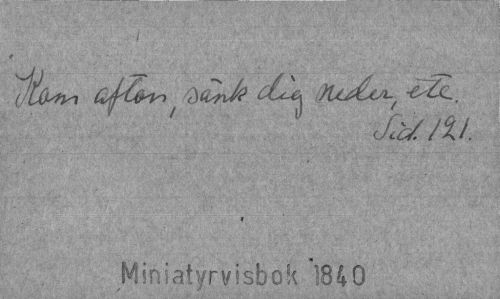 Kom afton, sänk dig neder, etc.
Sid. 121.
Miniatyrvisbok 1840